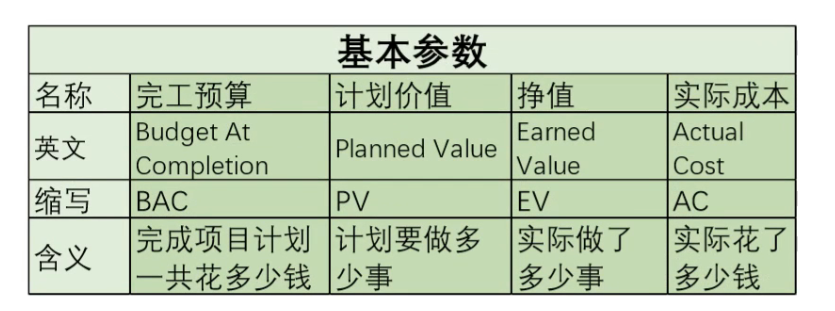 基本参数
名称 完工预算 计划价值 挣值 实际成本
英文 Budget At Completion Planned Value Earned Value Actual Cost
缩写 BAC PV EV AC
含义 完成项目计划一共花多少钱 计划要做多少事 实际做了多少事 实际花了多少钱